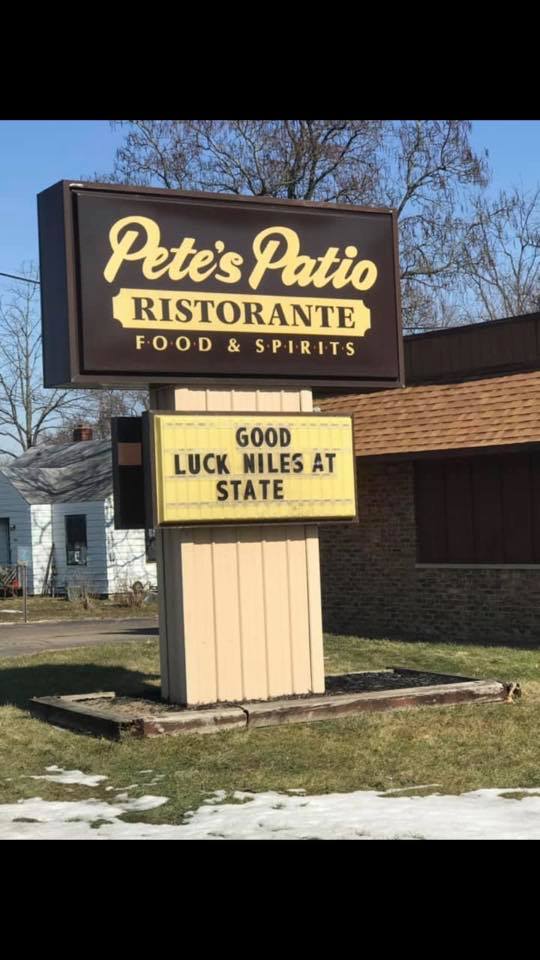 Pete's Patio
RISTORANTE
FOOD & SPIRITS
GOOD
LUCK NILES AT
STATE